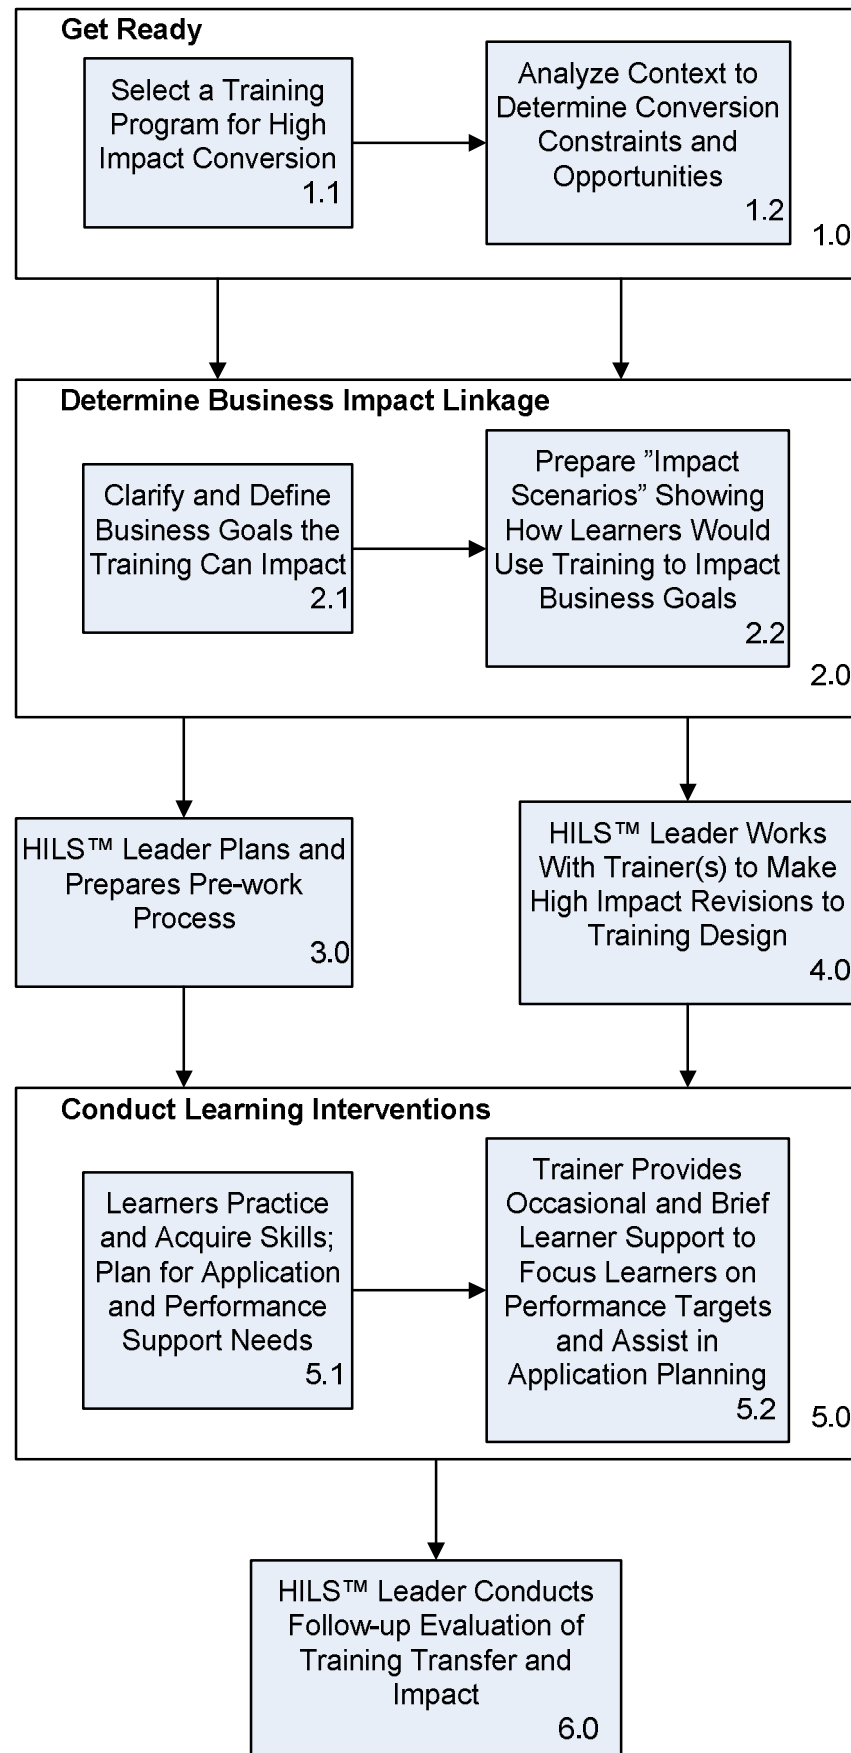 Get Ready
Select a Training
Program for High
Impact Conversion
1.1
Analyze Context to
Determine Conversion
Constraints and
Opportunities
1.2
1.0
Determine Business Impact Linkage
Clarify and Define
Business Goals the
Training Can Impact
2.1
Prepare ”Impact
Scenarios” Showing
How Learners Would
Use Training to Impact
Business Goals
2.2
2.0
HILS™ Leader Plans and
Prepares Pre-work
Process
3.0
HILS™ Leader Works
With Trainer(s) to Make
High Impact Revisions to
Training Design
4.0
Conduct Learning Interventions
Learners Practice
and Acquire Skills;
Plan for Application
and Performance
Support Needs
5.1
Trainer Provides
Occasional and Brief
Learner Support to
Focus Learners on
Performance Targets
and Assist in
Application Planning
5.2
5.0
HILS™ Leader Conducts
Follow-up Evaluation of
Training Transfer and
Impact
6.0